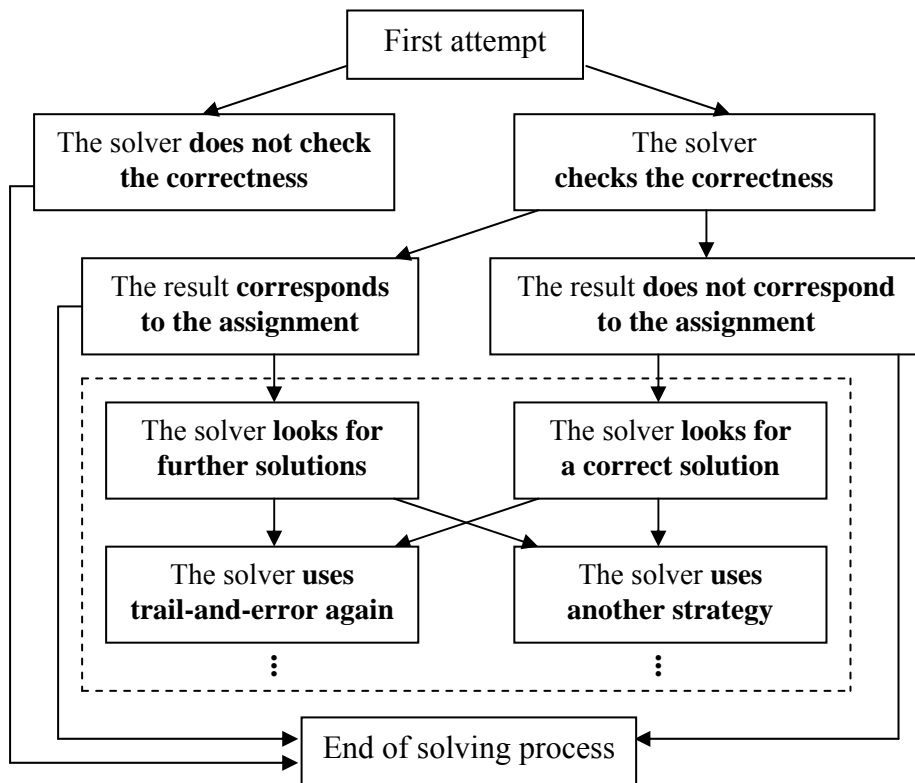 First attempt
The solver does not check
the correctness
The solver
checks the correctness
The result corresponds
to the assignment
The result does not correspond
to the assignment
The solver looks for
further solutions
The solver looks for
a correct solution
The solver uses
trail-and-error again
The solver uses
another strategy
End of solving process